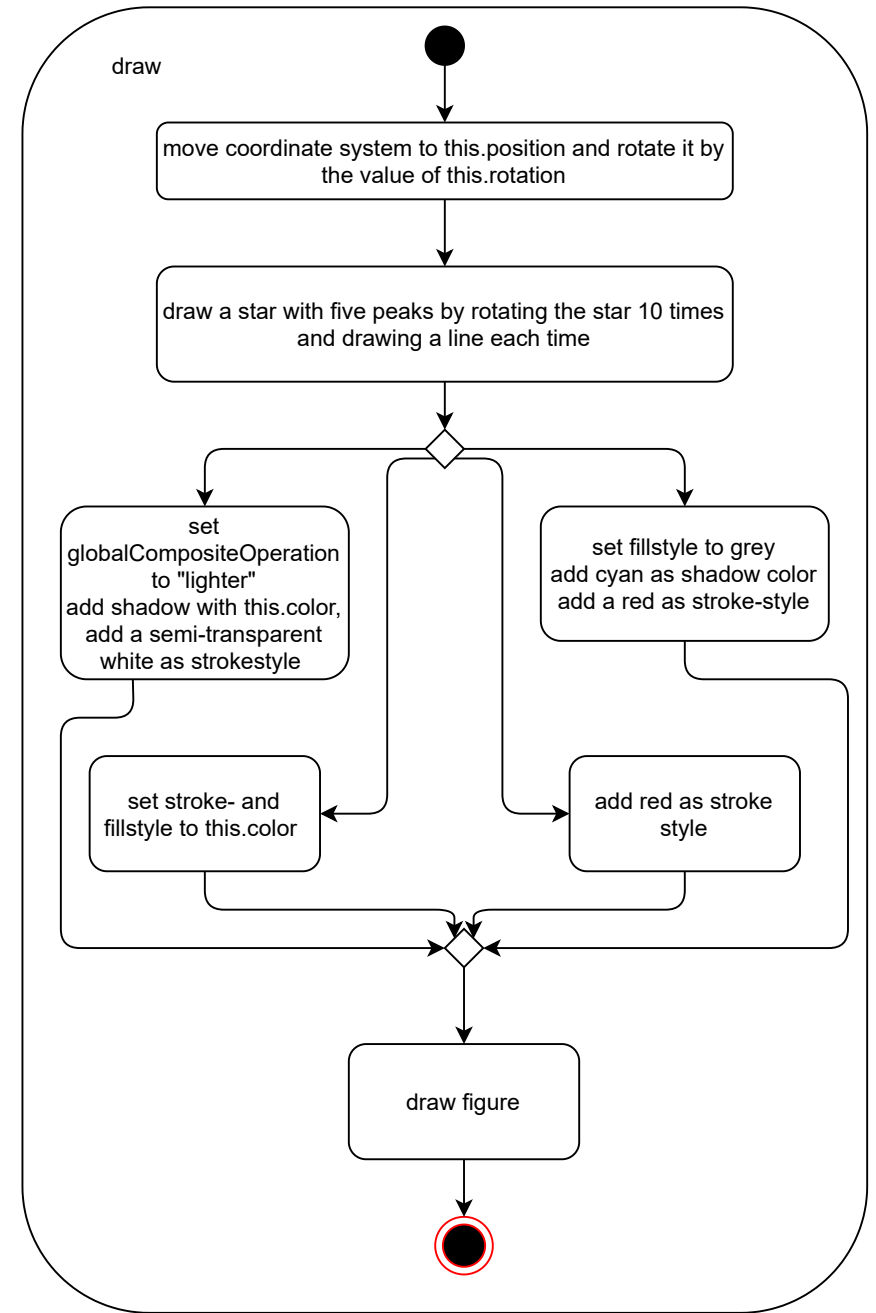 draw
move coordinate system to this.position and rotate it by
the value of this.rotation
draw a star with five peaks by rotating the star 10 times
and drawing a line each time
set
globalCompositeOperation
to "lighter"
add shadow with this.color,
add a semi-transparent
white as strokestyle
set fillstyle to grey
add cyan as shadow color
add a red as stroke-style
set stroke- and
fillstyle to this.color
add red as stroke
style
draw figure